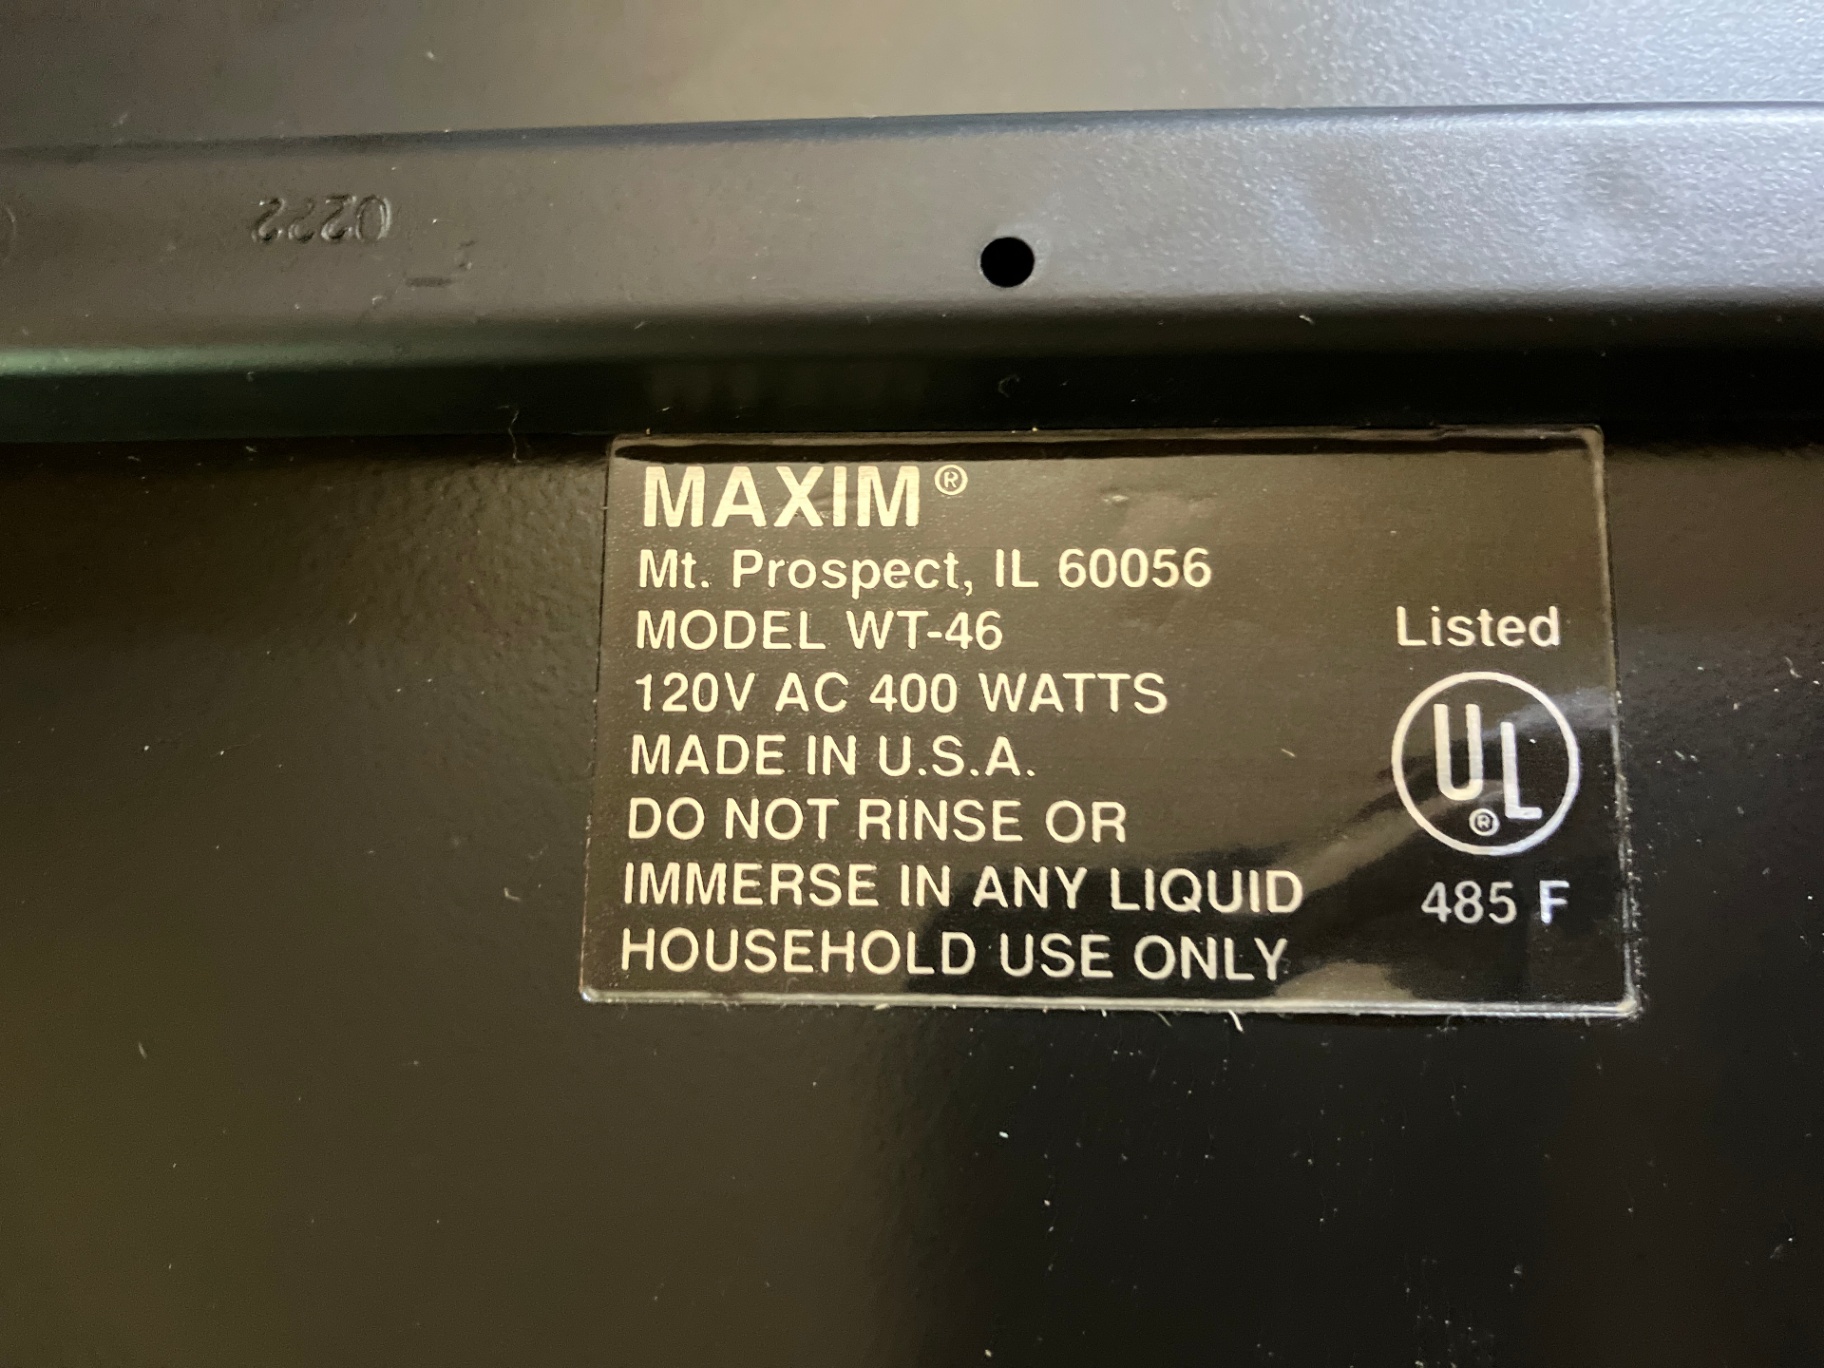 0222
MAXIM®
Mt. Prospect, IL 60056
MODEL WT-46
120V AC 400 WATTS
MADE IN U.S.A.
DO NOT RINSE OR
IMMERSE IN ANY LIQUID
HOUSEHOLD USE ONLY
Listed
UL®
485 F